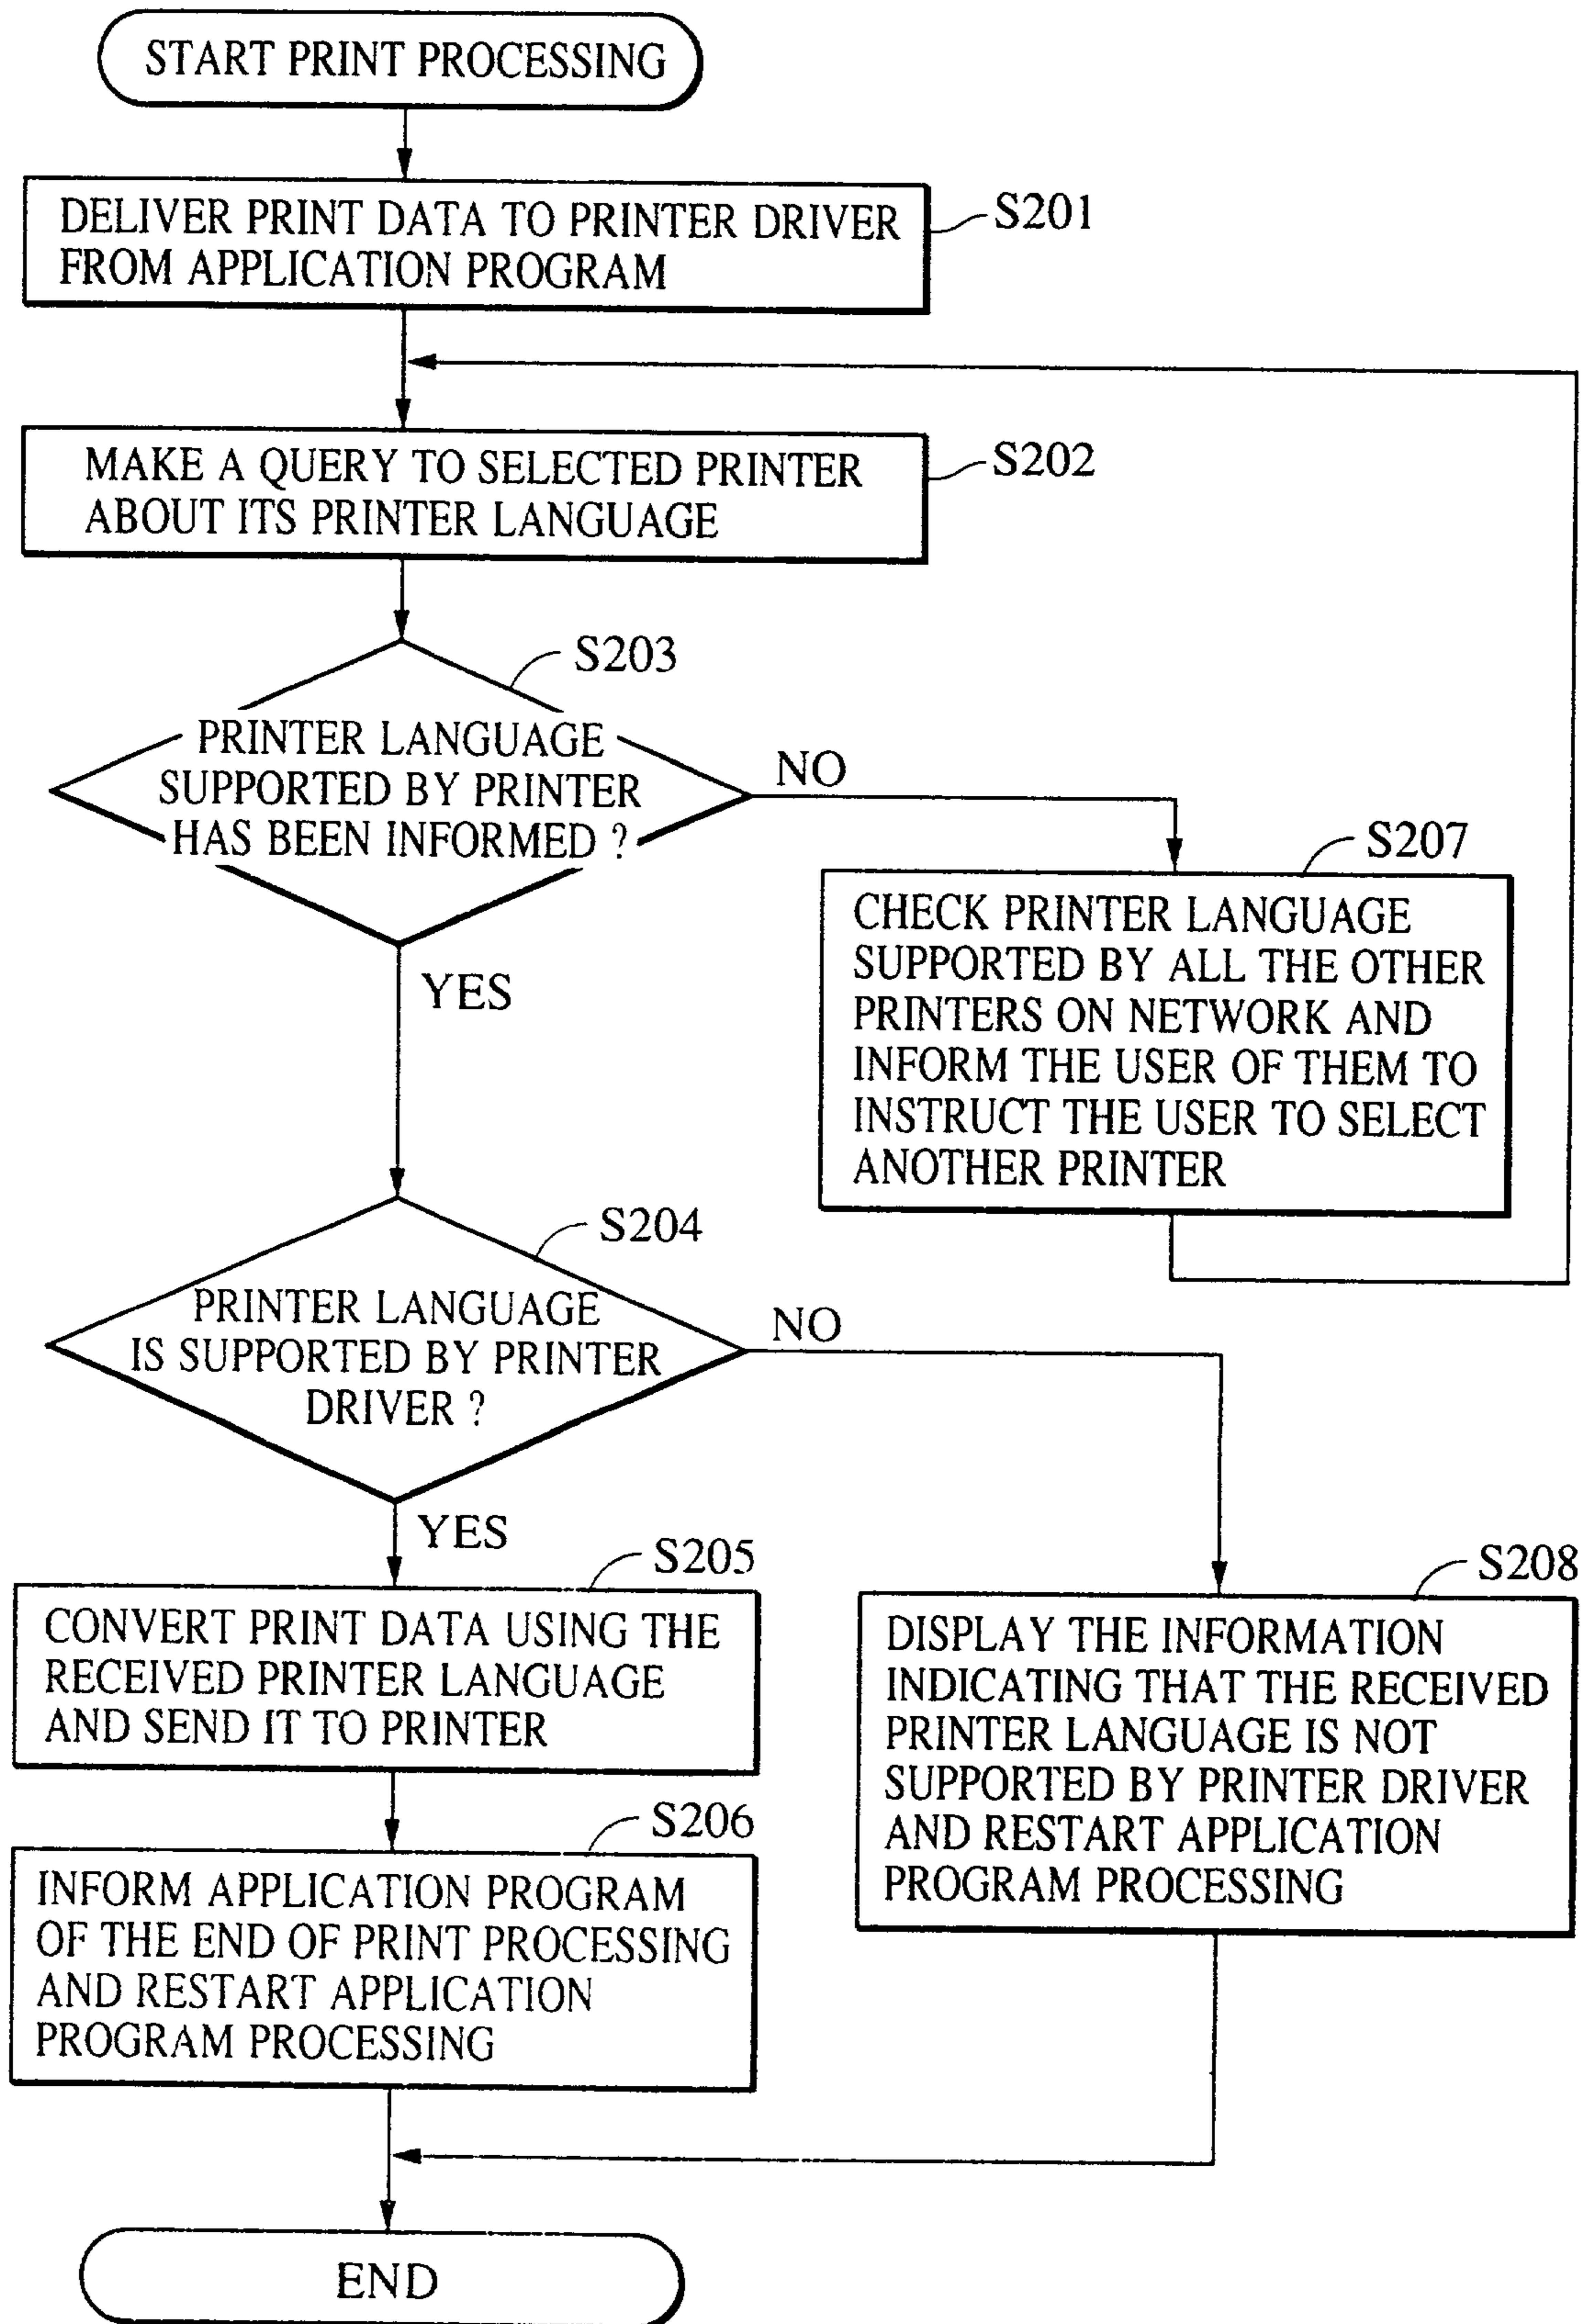 START PRINT PROCESSING
DELIVER PRINT DATA TO PRINTER DRIVER
FROM APPLICATION PROGRAM
S201
MAKE A QUERY TO SELECTED PRINTER
ABOUT ITS PRINTER LANGUAGE
S202
S203
PRINTER LANGUAGE
SUPPORTED BY PRINTER
HAS BEEN INFORMED ?
NO
YES
S207
CHECK PRINTER LANGUAGE
SUPPORTED BY ALL THE OTHER
PRINTERS ON NETWORK AND
INFORM THE USER OF THEM TO
INSTRUCT THE USER TO SELECT
ANOTHER PRINTER
S204
PRINTER LANGUAGE
IS SUPPORTED BY PRINTER
DRIVER ?
NO
YES
S205
CONVERT PRINT DATA USING THE
RECEIVED PRINTER LANGUAGE
AND SEND IT TO PRINTER
S208
DISPLAY THE INFORMATION
INDICATING THAT THE RECEIVED
PRINTER LANGUAGE IS NOT
SUPPORTED BY PRINTER DRIVER
AND RESTART APPLICATION
PROGRAM PROCESSING
S206
INFORM APPLICATION PROGRAM
OF THE END OF PRINT PROCESSING
AND RESTART APPLICATION
PROGRAM PROCESSING
END